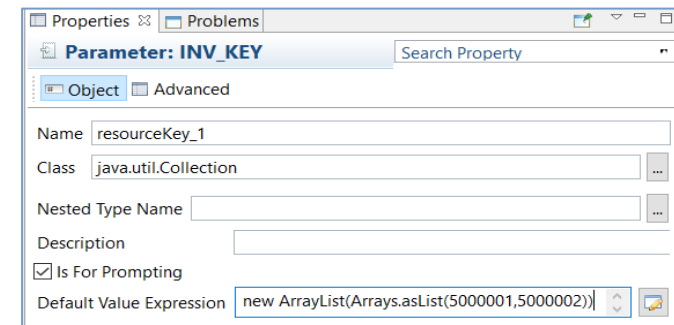 Properties Problems
Parameter: INV_KEY Search Property
Object Advanced
Name resourceKey_1
Class java.util.Collection ...
Nested Type Name ...
Description
Is For Prompting
Default Value Expression new ArrayList(Arrays.asList(5000001,5000002))